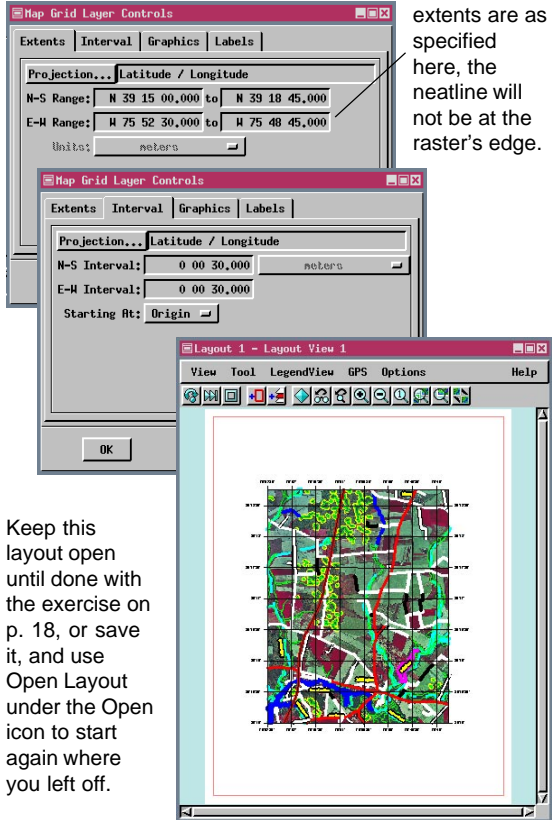 Map Grid Layer Controls
Extents Interval Graphics Labels
Projection... Latitude / Longitude
N-S Range: N 39 15 00.000 to N 39 18 45.000
E-W Range: W 75 52 30.000 to W 75 48 45.000
Units: meters
extents are as
specified
here, the
neatline will
not be at the
raster's edge.
Map Grid Layer Controls
Extents Interval Graphics Labels
Projection... Latitude / Longitude
N-S Interval: 0 00 30.000 meters
E-W Interval: 0 00 30.000
Starting At: Origin
OK
Layout 1 - Layout View 1
View Tool LegendView GPS Options Help
Keep this
layout open
until done with
the exercise on
p. 18, or save
it, and use
Open Layout
under the Open
icon to start
again where
you left off.